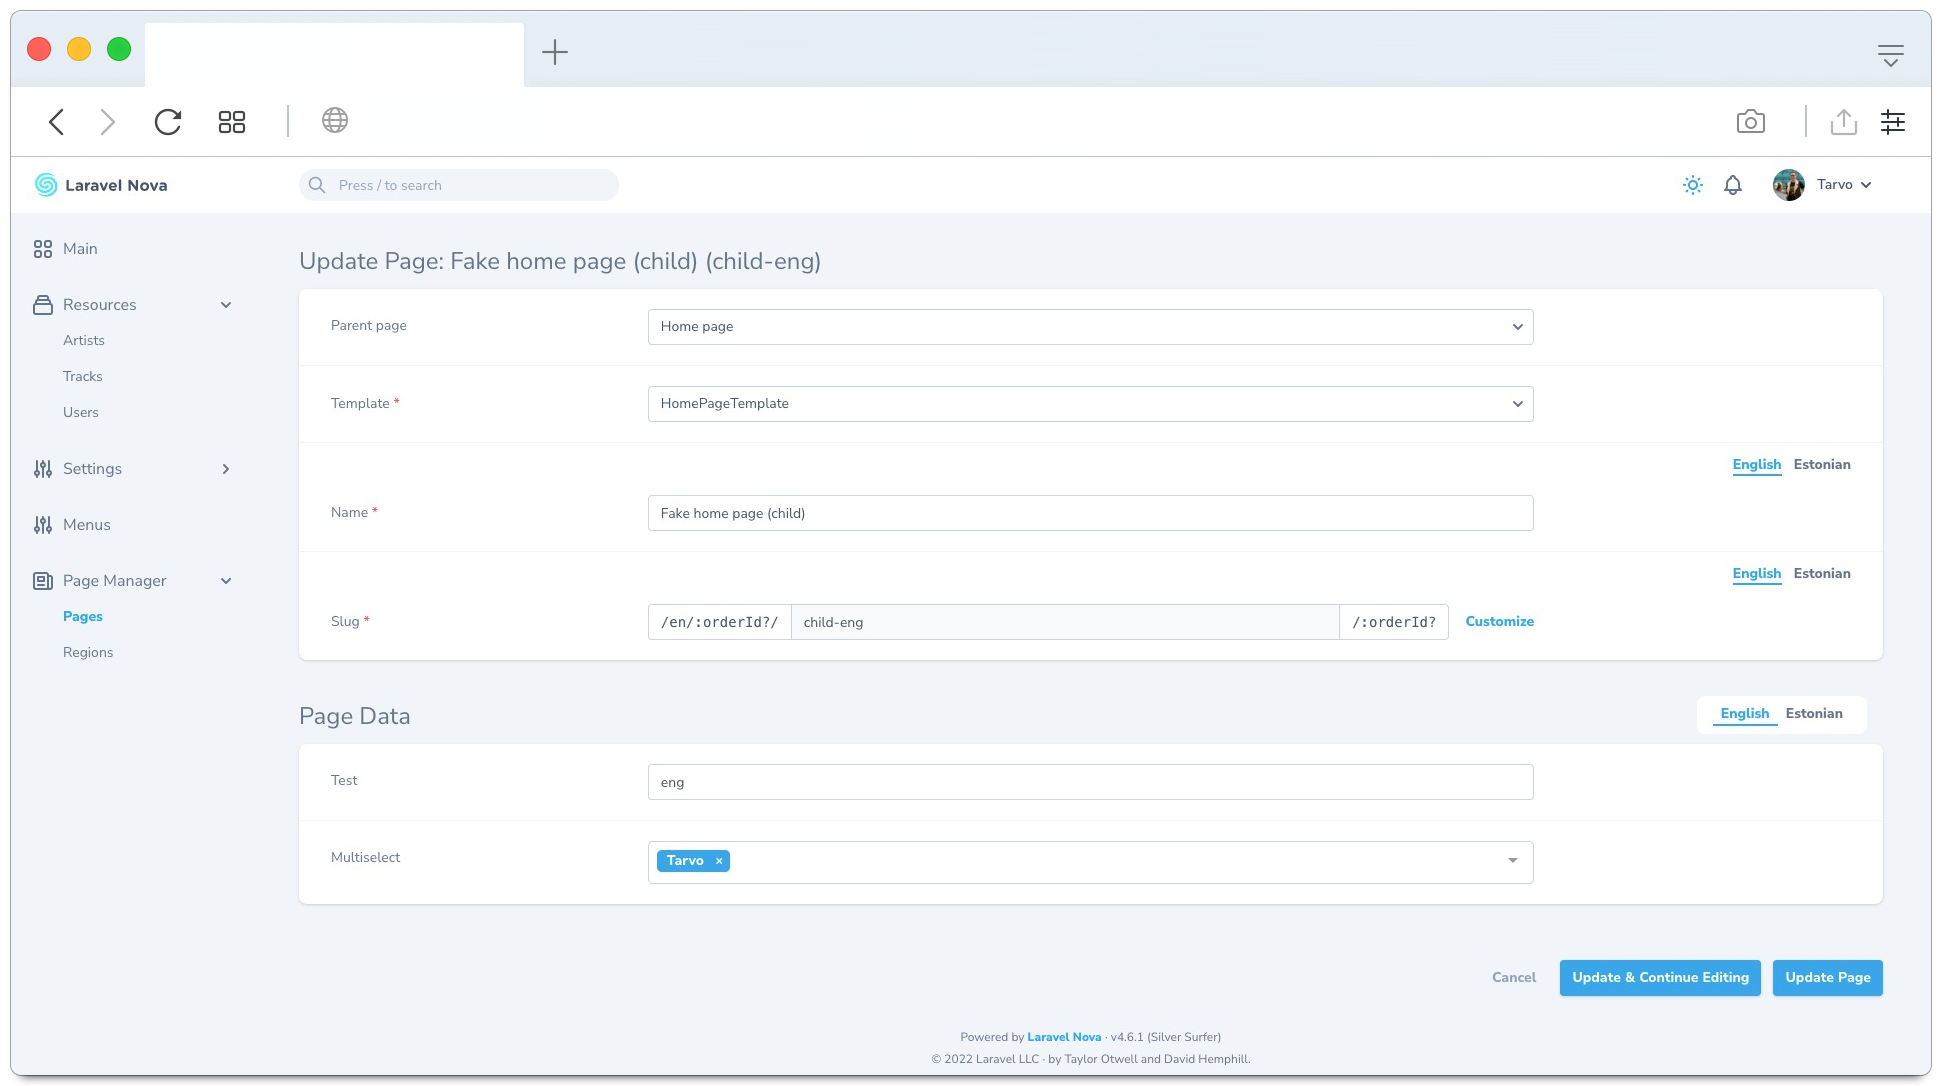 Laravel Nova
Press / to search
Tarvo
Main
Resources
Artists
Tracks
Users
Settings
Menus
Page Manager
Pages
Regions
Update Page: Fake home page (child) (child-eng)
Parent page
Home page
Template *
HomePageTemplate
English Estonian
Name *
Fake home page (child)
English Estonian
Slug *
/en/:orderId?/ child-eng /:orderId? Customize
Page Data
English Estonian
Test
eng
Multiselect
Tarvo ×
Cancel
Update & Continue Editing
Update Page
Powered by Laravel Nova · v4.6.1 (Silver Surfer)
© 2022 Laravel LLC · by Taylor Otwell and David Hemphill.